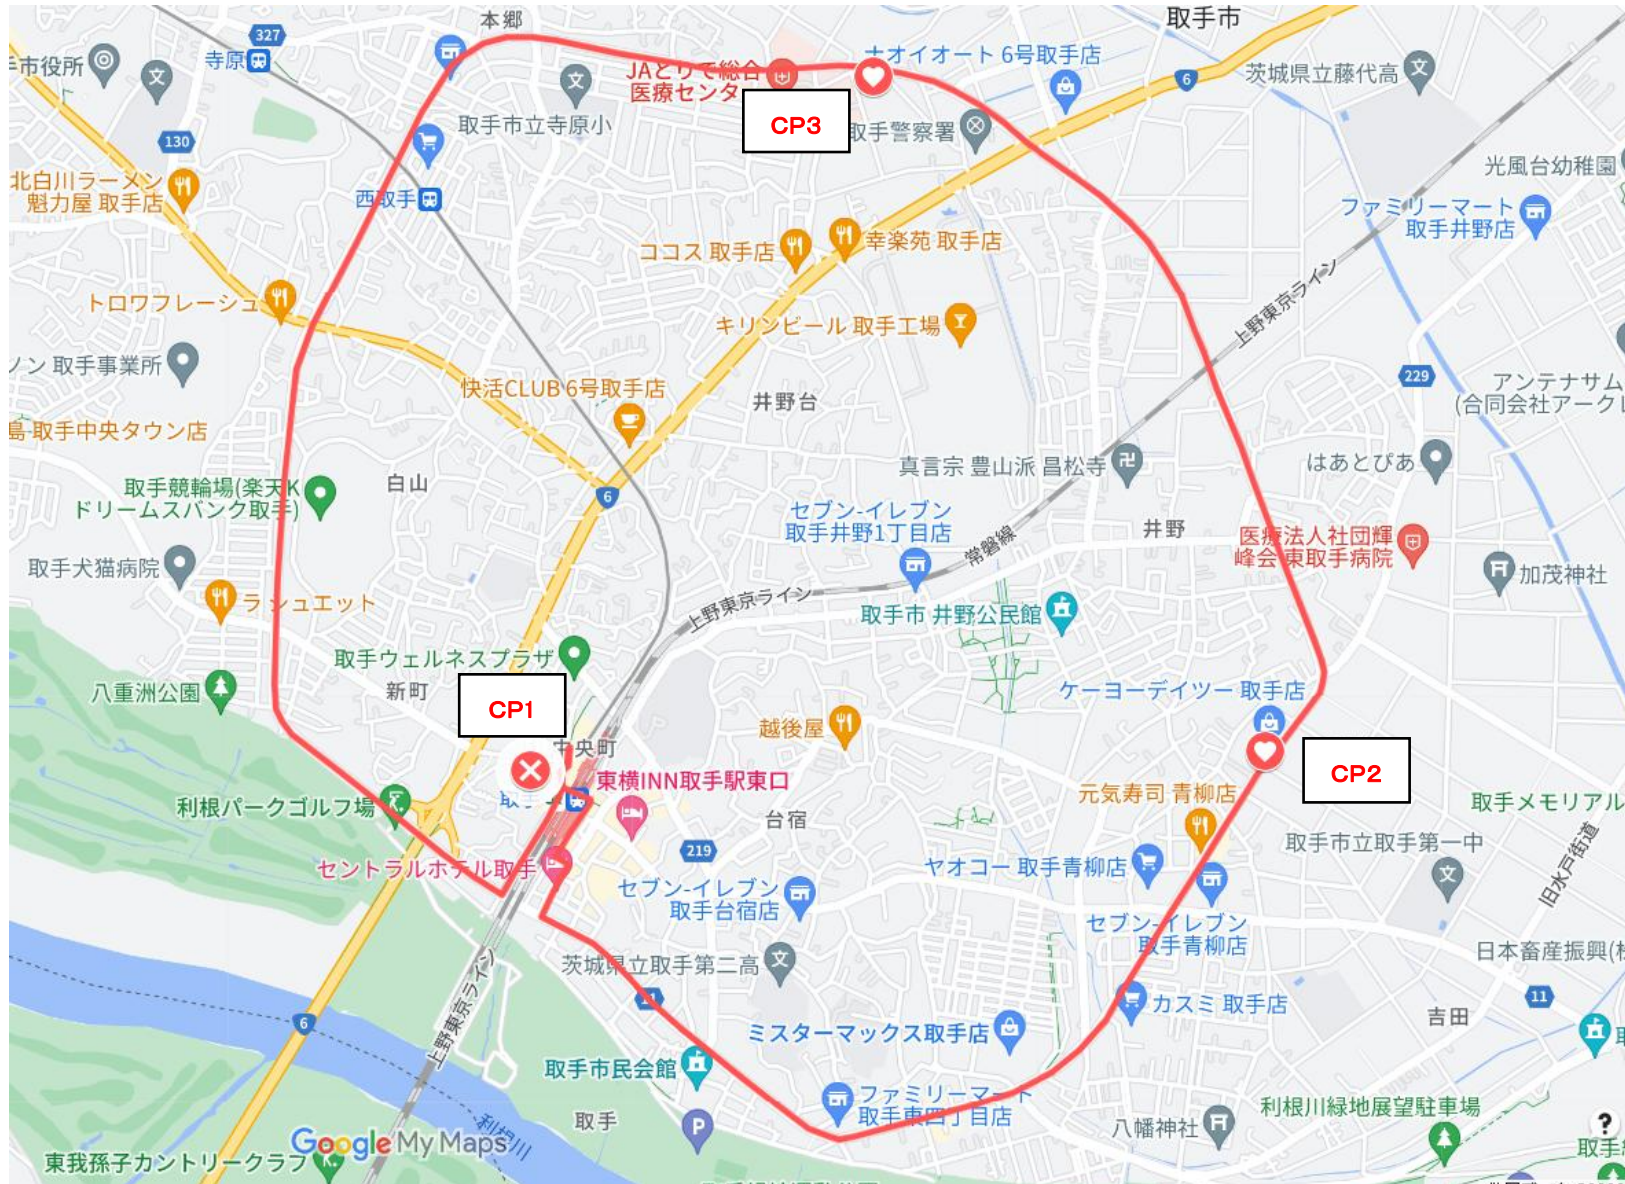 本郷
取手市
327
寺原
市役所
ナオイオート 6号取手店
JAとりで総合
医療センター
茨城県立藤代高
6
CP3
取手市立寺原小
取手警察署
130
北白川ラーメン
魁力屋 取手店
西取手
光風台幼稚園
ファミリーマート
取手井野店
ココス 取手店
幸楽苑 取手店
トロワフレーシュ
キリンビール 取手工場
上野東京ライン
ノン 取手事業所
快活CLUB 6号取手店
井野台
229
アンテナサム
(合同会社アークレ
島 取手中央タウン店
真言宗 豊山派 昌松寺
はあとぴあ
取手競輪場(楽天K
ドリームスバンク取手)
白山
6
セブン-イレブン
取手井野1丁目店
常磐線
井野
医療法人社団輝
峰会 東取手病院
取手犬猫病院
加茂神社
ラシュエット
上野東京ライン
取手市 井野公民館
取手ウェルネスプラザ
八重洲公園
新町
ケーヨーデイツー 取手店
CP1
越後屋
中央町
CP2
東横INN取手駅東口
利根パークゴルフ場
元気寿司 青柳店
取手メモリアル
台宿
取手市立取手第一中
219
セントラルホテル取手
ヤオコー 取手青柳店
旧水戸街道
セブン-イレブン
取手台宿店
セブン-イレブン
取手青柳店
茨城県立取手第二高
日本畜産振興(株
11
カスミ 取手店
11
吉田
6
上野東京ライン
ミスターマックス取手店
取手市民会館
ファミリーマート
取手東四丁目店
取手
P
利根川緑地展望駐車場
八幡神社
利根川
Google My Maps
?
東我孫子カントリークラブ